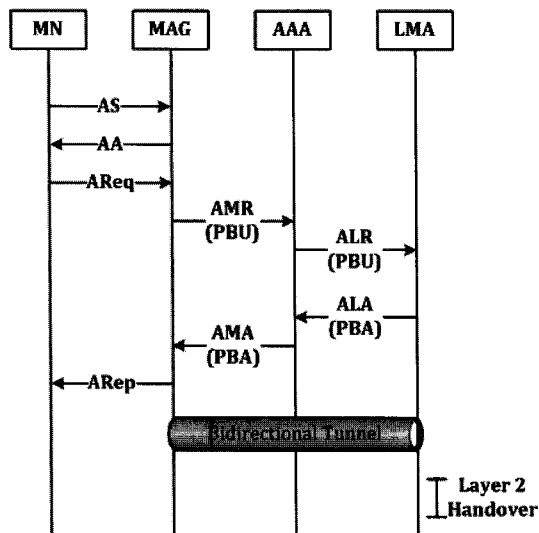 MN MAG AAA LMA
AS
AA
AReq
AMR
(PBU)
ALR
(PBU)
ALA
(PBA)
AMA
(PBA)
ARep
Bidirectional Tunnel
Layer 2
Handover